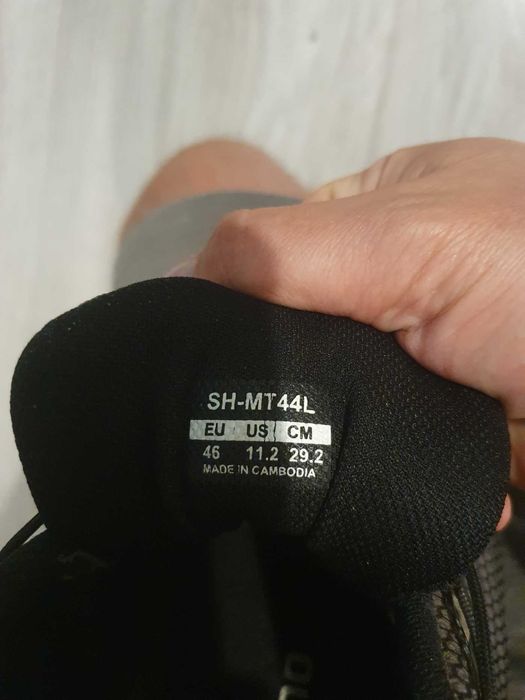 SH-MT44L
EU US CM
46 11.2 29.2
MADE IN CAMBODIA